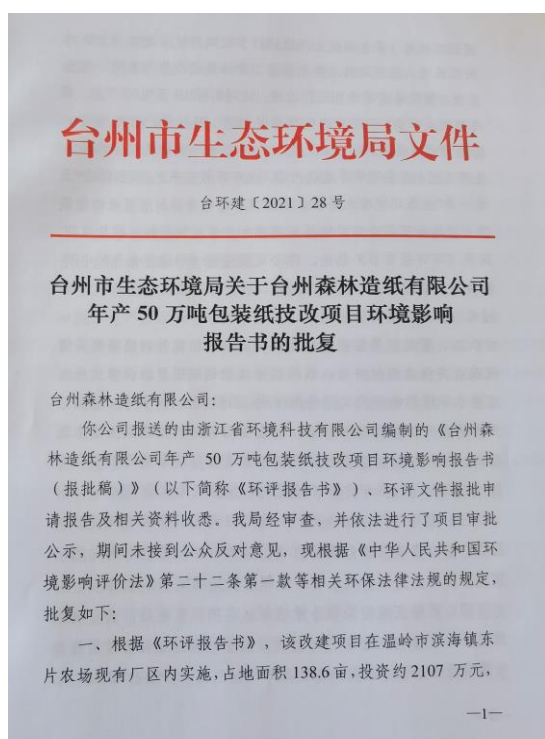 台州市生态环境局文件
台环建〔2021〕28号
台州市生态环境局关于台州森林造纸有限公司
年产 50 万吨包装纸技改项目环境影响
报告书的批复
台州森林造纸有限公司:
你公司报送的由浙江省环境科技有限公司编制的《台州森
林造纸有限公司年产 50 万吨包装纸技改项目环境影响报告书
(报批稿)》(以下简称《环评报告书》)、环评文件报批申
请报告及相关资料收悉。我局经审查,并依法进行了项目审批
公示,期间未接到公众反对意见,现根据《中华人民共和国环
境影响评价法》第二十二条第一款等相关环保法律法规的规定,
批复如下:
一、根据《环评报告书》,该改建项目在温岭市滨海镇东
片农场现有厂区内实施,占地面积138.6亩,投资约2107 万元,
—1—